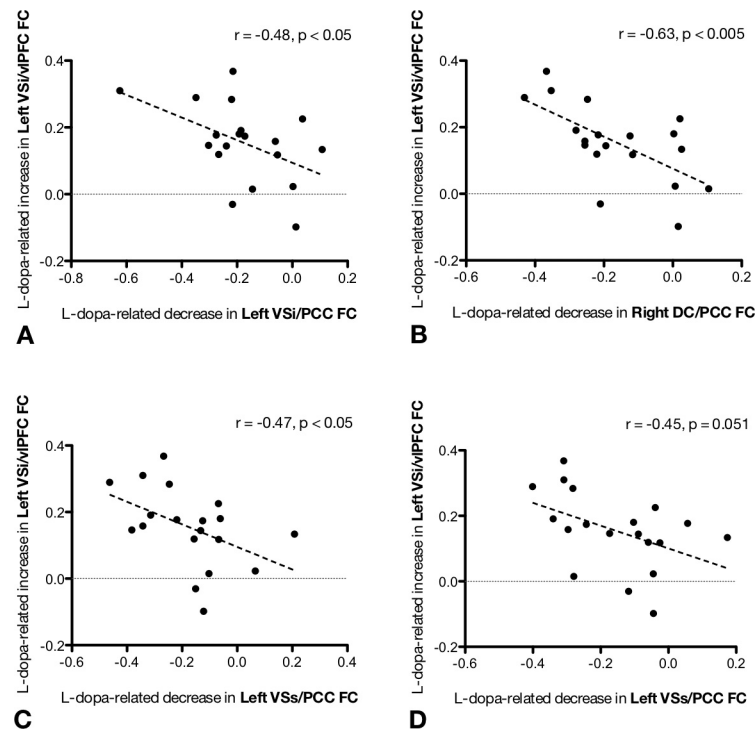 r = -0.48, p < 0.05
L-dopa-related increase in Left VSi/vlPFC FC
0.4
0.2
0.0
-0.2
-0.8 -0.6 -0.4 -0.2 0.0 0.2
L-dopa-related decrease in Left VSi/PCC FC
A
r = -0.63, p < 0.005
L-dopa-related increase in Left VSi/vlPFC FC
0.4
0.2
0.0
-0.2
-0.6 -0.4 -0.2 0.0 0.2
L-dopa-related decrease in Right DC/PCC FC
B
r = -0.47, p < 0.05
L-dopa-related increase in Left VSi/vlPFC FC
0.4
0.2
0.0
-0.2
-0.6 -0.4 -0.2 0.0 0.2 0.4
L-dopa-related decrease in Left VSs/PCC FC
C
r = -0.45, p = 0.051
L-dopa-related increase in Left VSi/vlPFC FC
0.4
0.2
0.0
-0.2
-0.6 -0.4 -0.2 0.0 0.2
L-dopa-related decrease in Left VSs/PCC FC
D